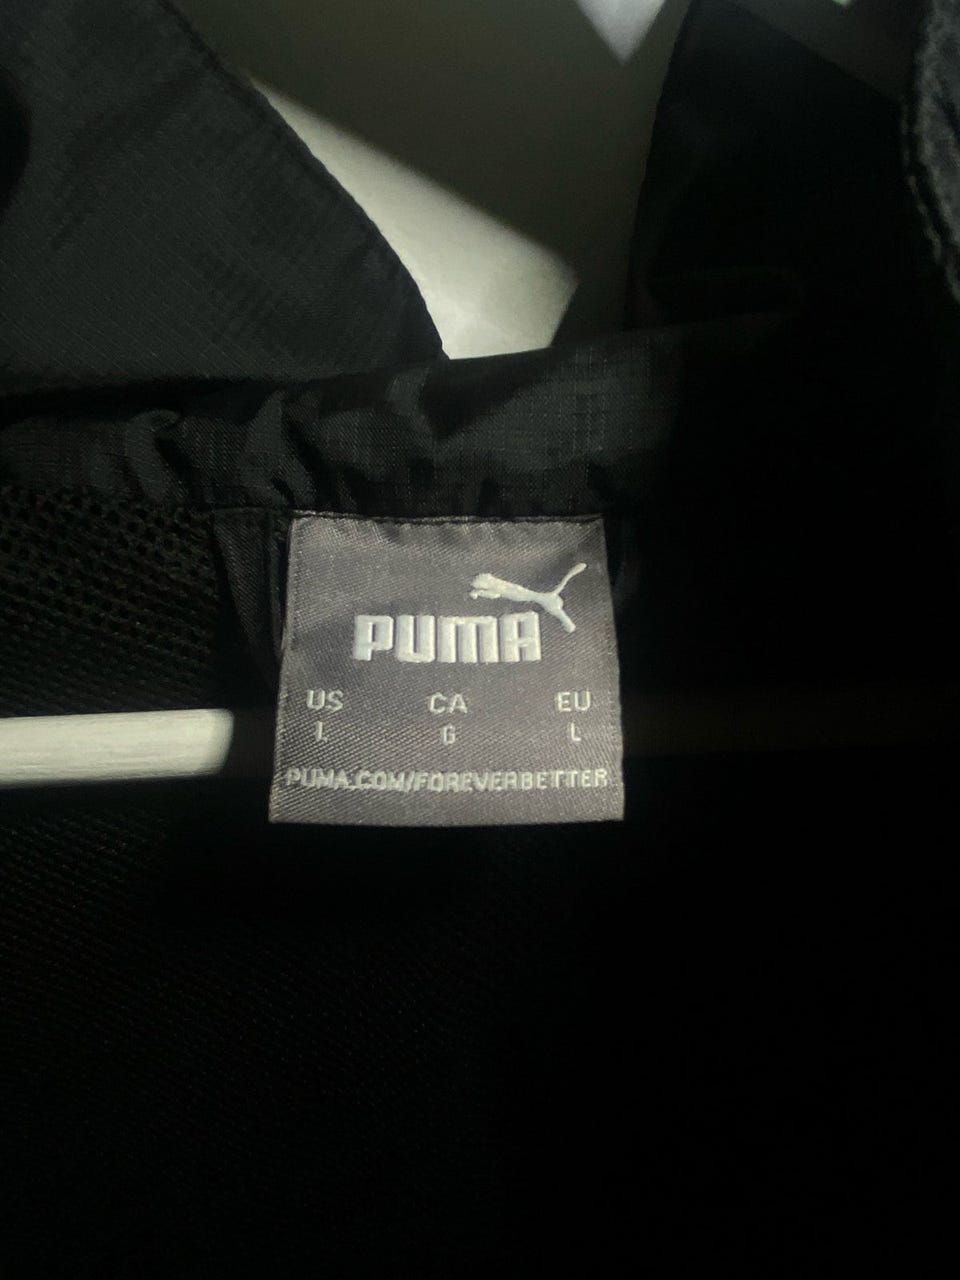 PUMA
US CA EU
L G L
PUMA.COM/FOREVERBETTER